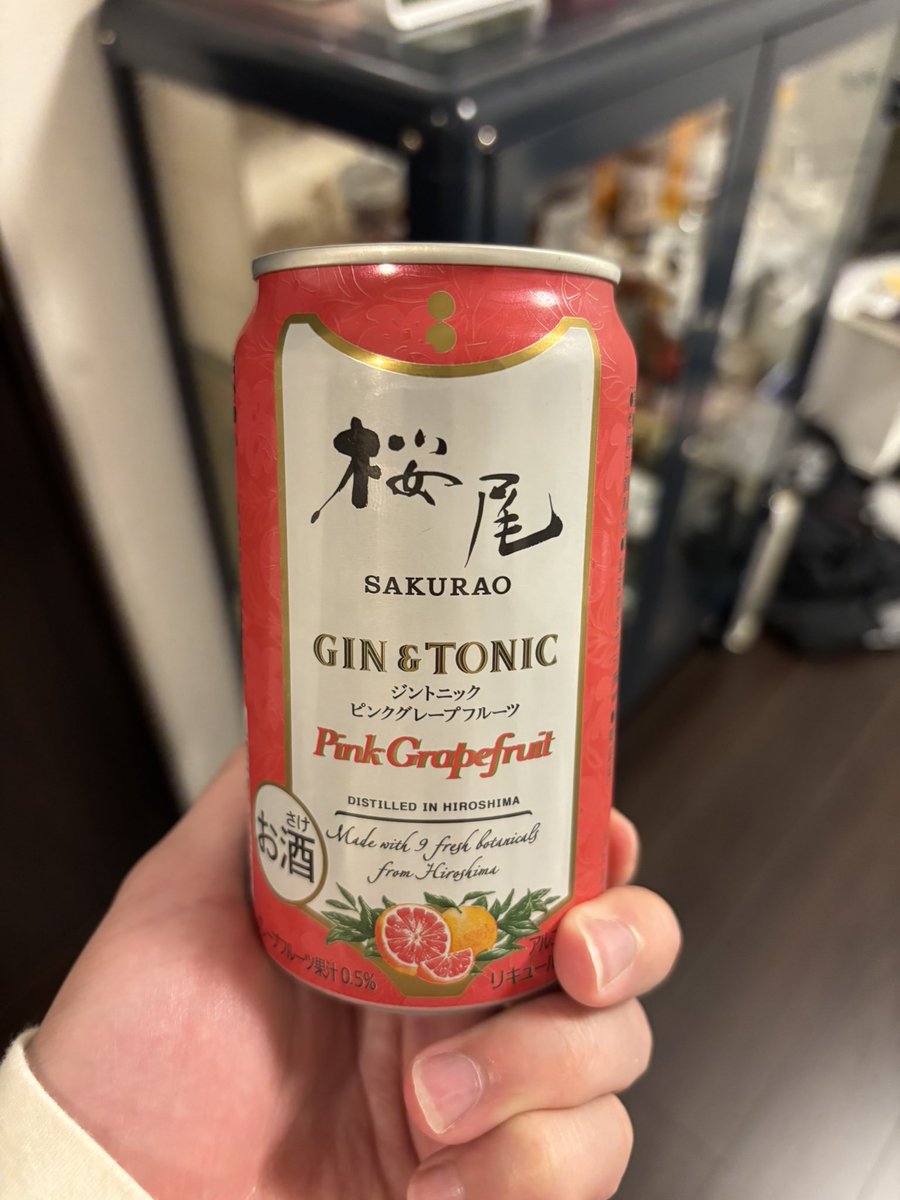 桜尾
SAKURAO
GIN & TONIC
ジントニック
ピンクグレープフルーツ
Pink Grapefruit
DISTILLED IN HIROSHIMA
Made with 9 fresh botanicals
from Hiroshima
さけ
お酒
ープフルーツ果汁0.5%
アル
リキュール